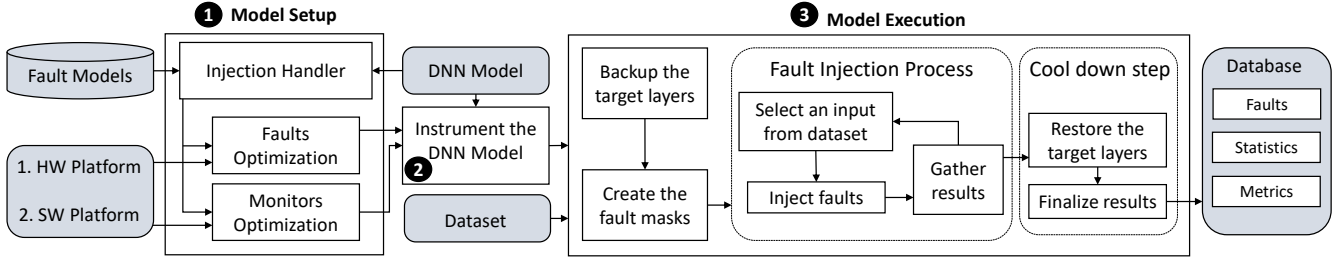 1 Model Setup
Fault Models
1. HW Platform
2. SW Platform
Injection Handler
Faults
Optimization
Monitors
Optimization
DNN Model
Instrument the
DNN Model
2
Dataset
3 Model Execution
Backup the
target layers
Create the
fault masks
Fault Injection Process
Select an input
from dataset
Inject faults
Gather
results
Cool down step
Restore the
target layers
Finalize results
Database
Faults
Statistics
Metrics